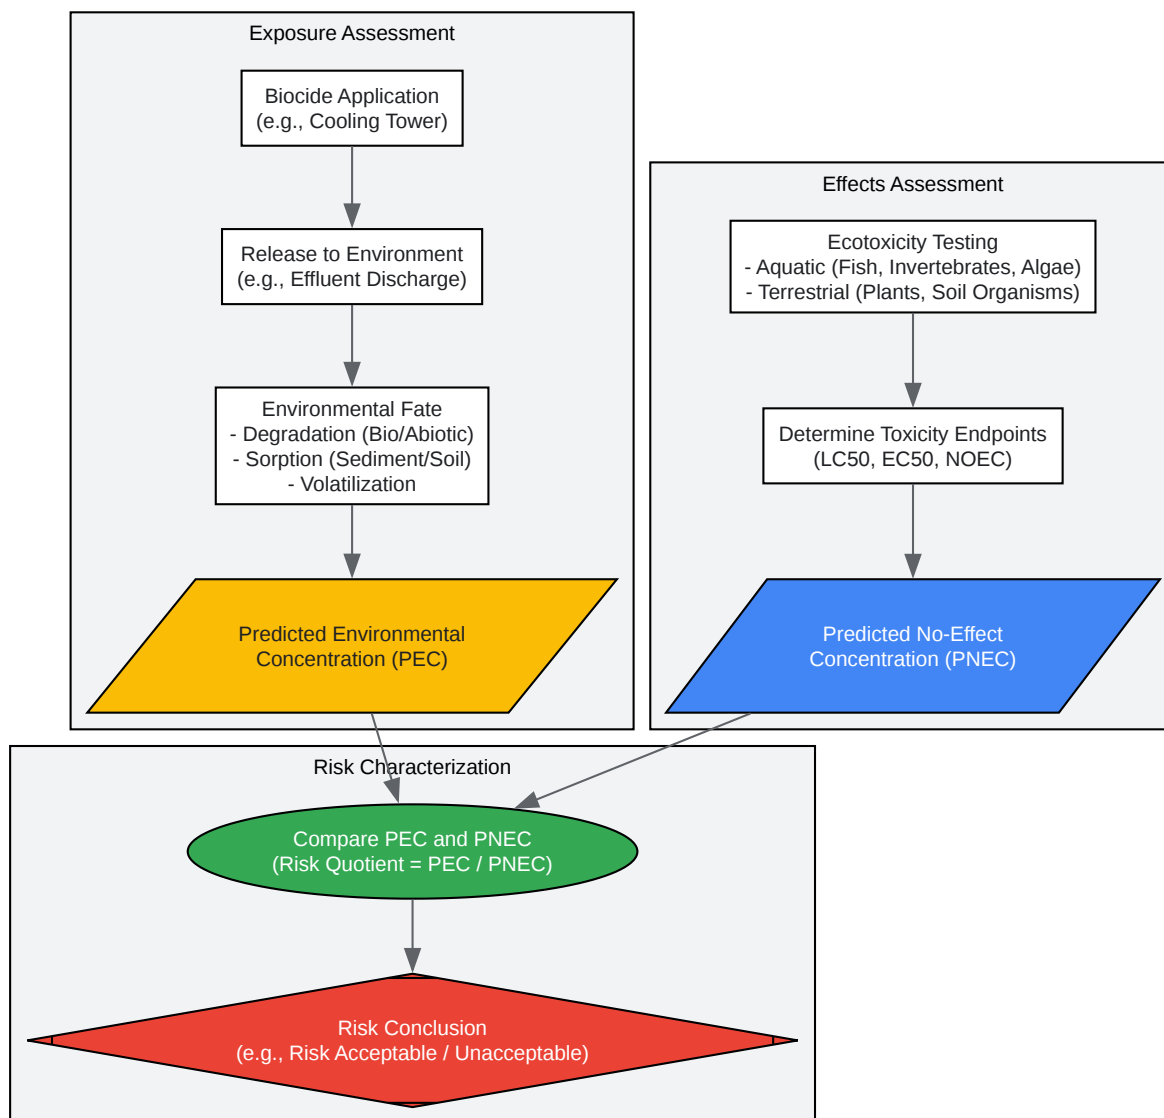 Exposure Assessment
Biocide Application
(e.g., Cooling Tower)
Release to Environment
(e.g., Effluent Discharge)
Environmental Fate
- Degradation (Bio/Abiotic)
- Sorption (Sediment/Soil)
- Volatilization
Predicted Environmental
Concentration (PEC)
Effects Assessment
Ecotoxicity Testing
- Aquatic (Fish, Invertebrates, Algae)
- Terrestrial (Plants, Soil Organisms)
Determine Toxicity Endpoints
(LC50, EC50, NOEC)
Predicted No-Effect
Concentration (PNEC)
Risk Characterization
Compare PEC and PNEC
(Risk Quotient = PEC / PNEC)
Risk Conclusion
(e.g., Risk Acceptable / Unacceptable)